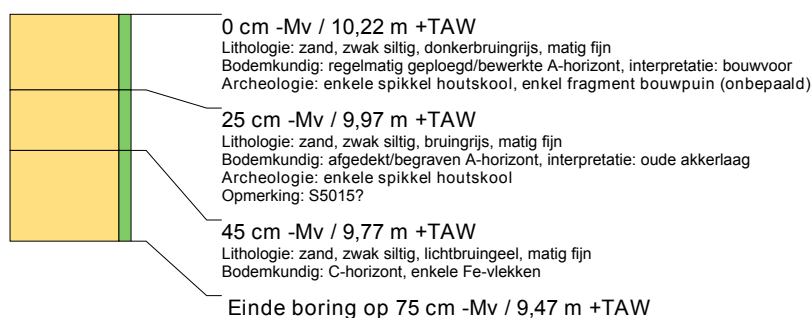 0 cm -Mv / 10,22 m +TAW
Lithologie: zand, zwak siltig, donkerbruingrijs, matig fijn
Bodemkundig: regelmatig geploegd/bewerkte A-horizont, interpretatie: bouwvoor
Archeologie: enkele spikkel houtskool, enkel fragment bouwpuin (onbepaald)
25 cm -Mv / 9,97 m +TAW
Lithologie: zand, zwak siltig, bruingrijs, matig fijn
Bodemkundig: afgedekt/begraven A-horizont, interpretatie: oude akkerlaag
Archeologie: enkele spikkel houtskool
Opmerking: S5015?
45 cm -Mv / 9,77 m +TAW
Lithologie: zand, zwak siltig, lichtbruingeel, matig fijn
Bodemkundig: C-horizont, enkele Fe-vlekken
Einde boring op 75 cm -Mv / 9,47 m +TAW